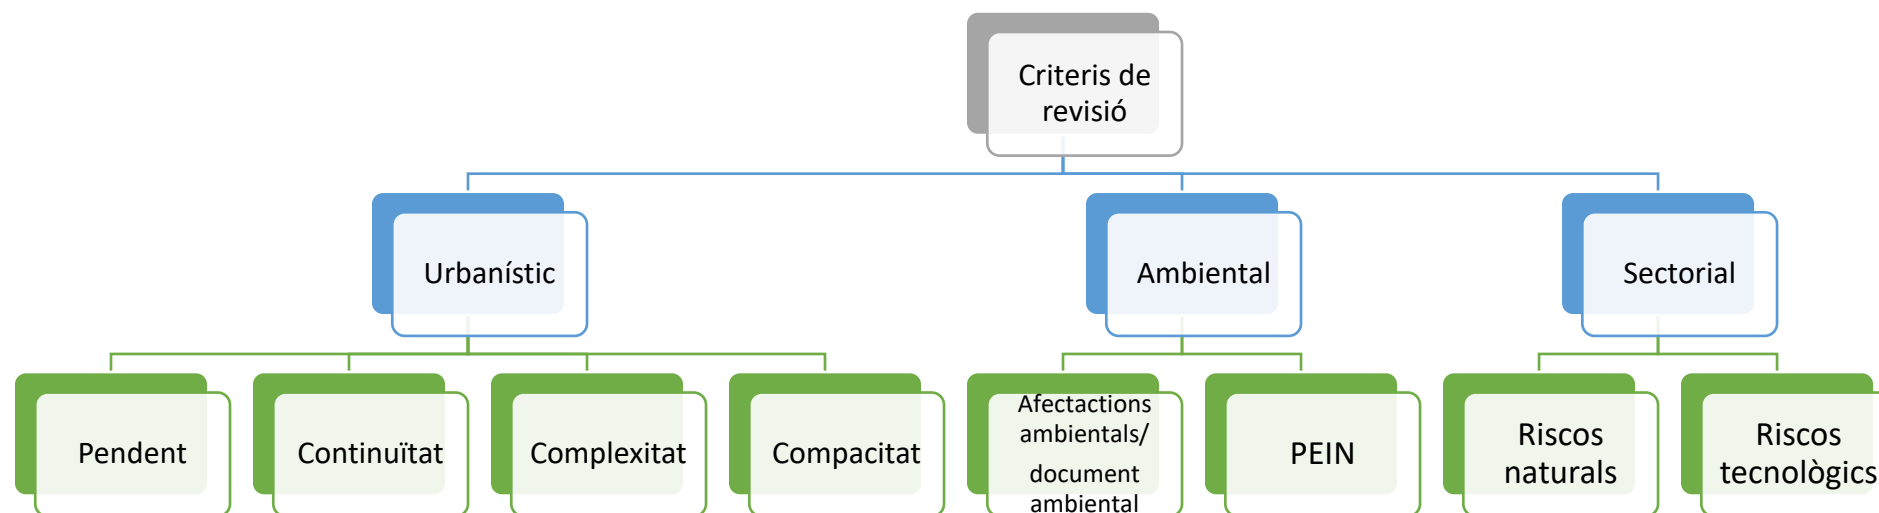 Criteris de
revisió
Urbanístic
Ambiental
Sectorial
Pendent
Continuïtat
Complexitat
Compacitat
Afectactions
ambientals/
document
ambiental
PEIN
Riscos
naturals
Riscos
tecnològics